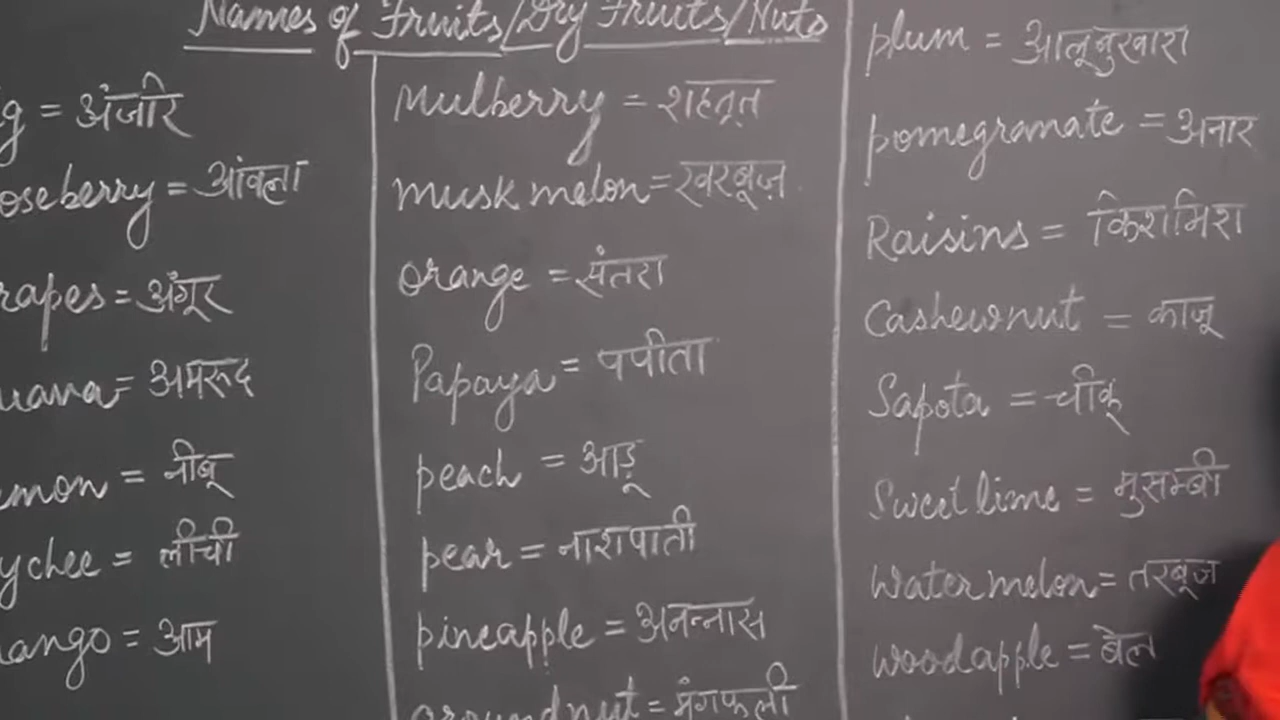 Names of Fruits/Dry Fruits/Nuts
g = अंजीर
oseberry = आंवला
rapes = अंगूर
uava = अमरूद
emon = नीबू
ychee = लीची
ango = आम
Mulberry = शहतूत
musk melon = खरबूज़
orange = संतरा
Papaya = पपीता
peach = आड़ू
pear = नाशपाती
pineapple = अनन्नास
groundnut = मूंगफली
plum = आलूबुखारा
pomegranate = अनार
Raisins = किशमिश
Cashewnut = काजू
Sapota = चीकू
Sweet lime = मुसम्बी
Water melon = तरबूज
woodapple = बेल